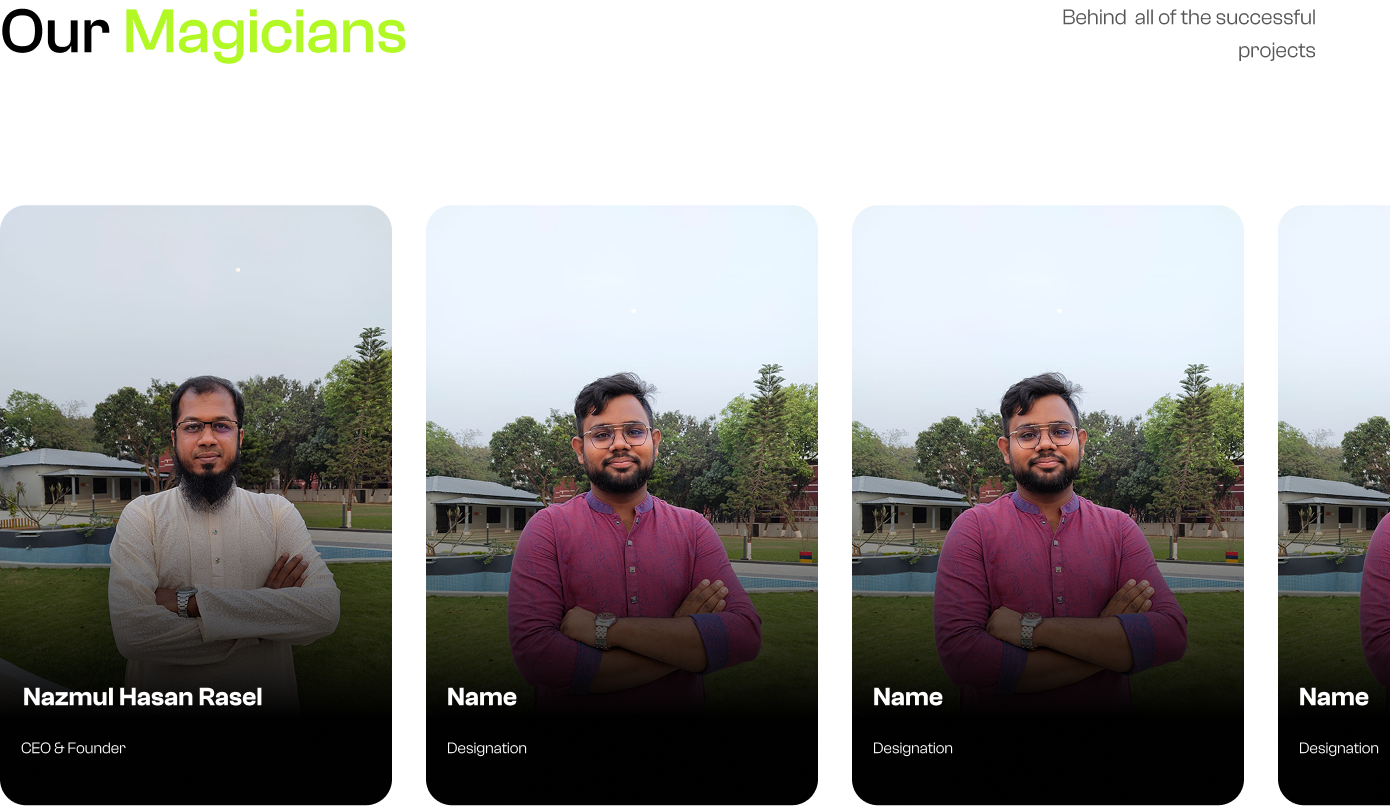 Our Magicians
Behind all of the successful
projects
Nazmul Hasan Rasel
CEO & Founder
Name
Designation
Name
Designation
Name
Designation